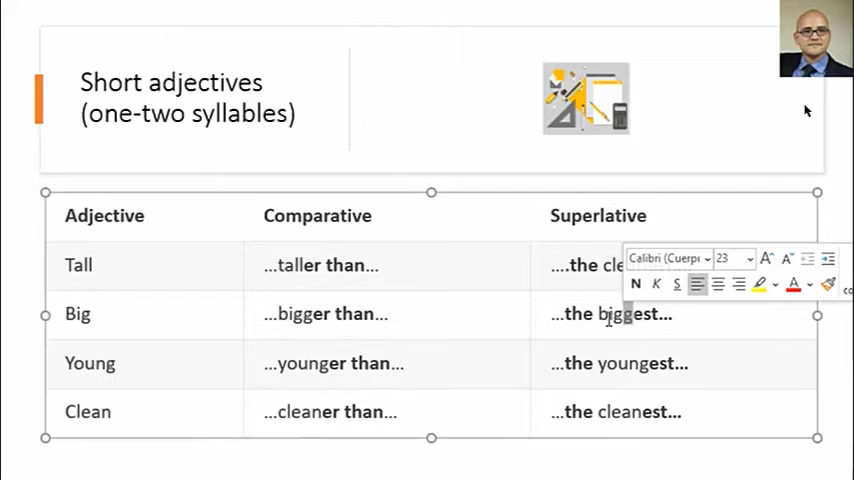 Short adjectives
(one-two syllables)
Adjective Comparative Superlative
Tall ...taller than... ....the cle
Calibri (Cuerpı 23 A A
N K S A
Big ...bigger than... ...the biggest...
Young ...younger than... ...the youngest...
Clean ...cleaner than... ...the cleanest...